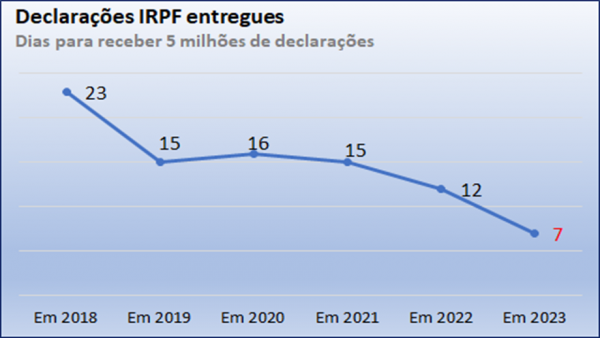 Declarações IRPF entregues
Dias para receber 5 milhões de declarações
23
15
16
15
12
7
Em 2018
Em 2019
Em 2020
Em 2021
Em 2022
Em 2023